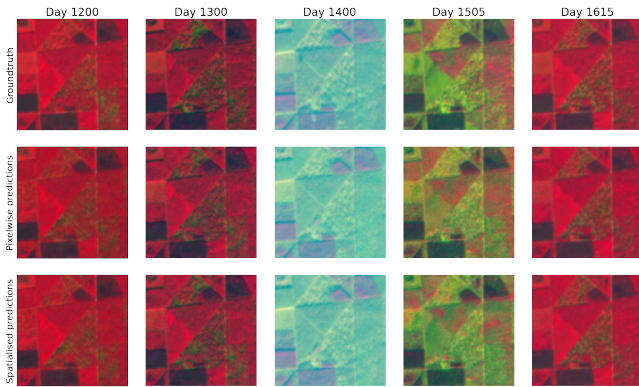 Day 1200 Day 1300 Day 1400 Day 1505 Day 1615
Groundtruth
Pixelwise predictions
Spatialised predictions